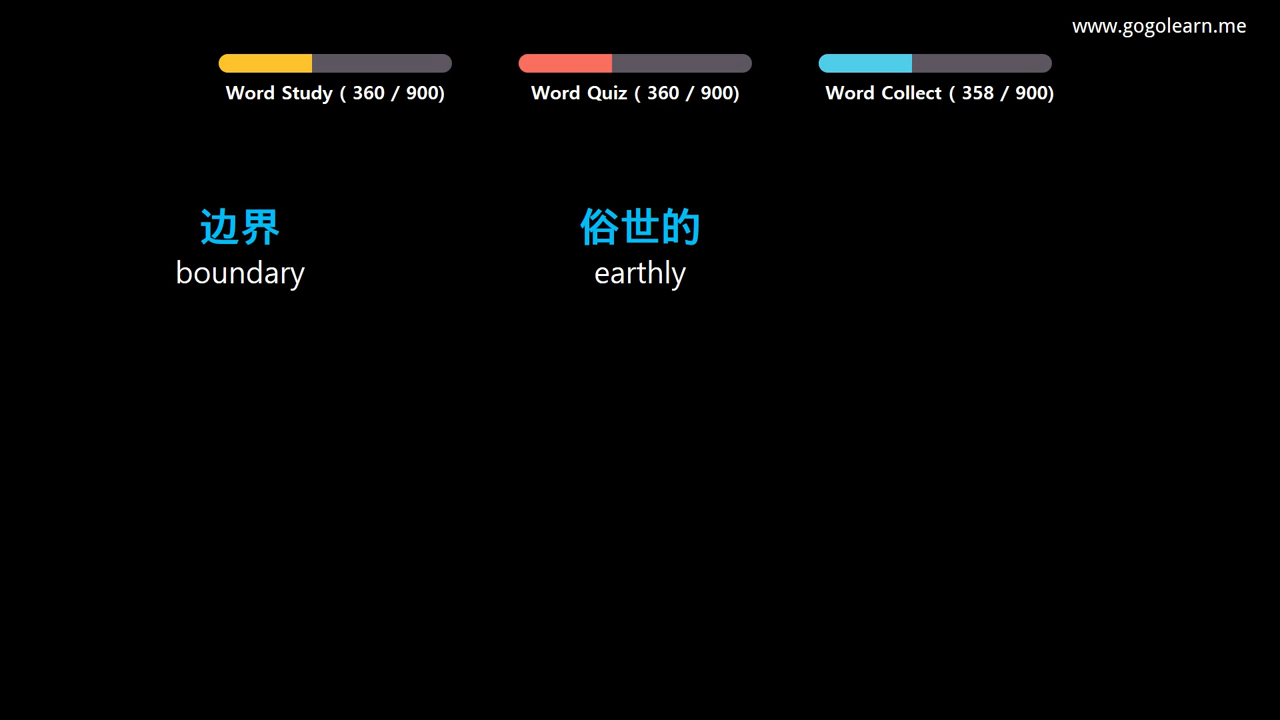 www.gogolearn.me
Word Study ( 360 / 900)
Word Quiz ( 360 / 900)
Word Collect ( 358 / 900)
边界
boundary
俗世的
earthly